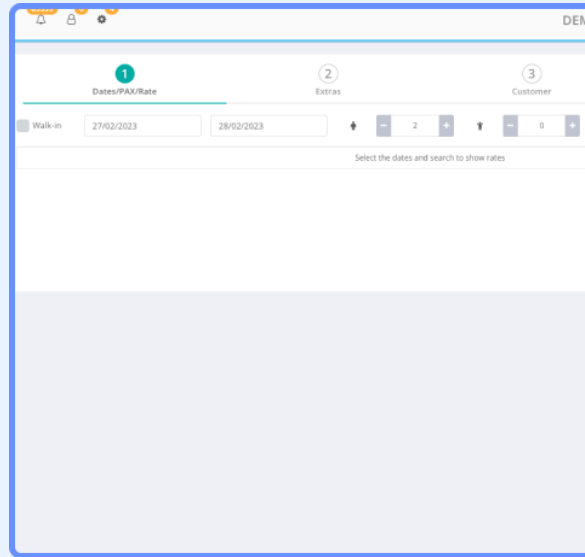 DEM
1 2 3
Dates/PAX/Rate Extras Customer
Walk-in 27/02/2023 28/02/2023 - 2 + - 0 +
Select the dates and search to show rates